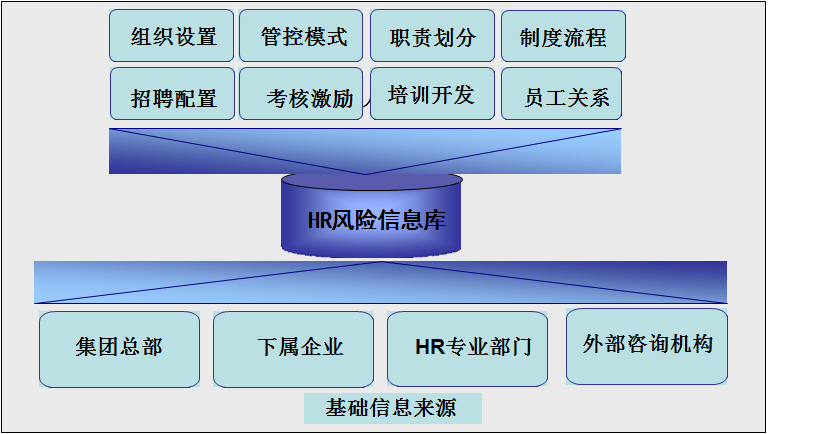 组织设置 管控模式 职责划分 制度流程
招聘配置 考核激励 培训开发 员工关系
HR风险信息库
集团总部 下属企业 HR专业部门 外部咨询机构
基础信息来源